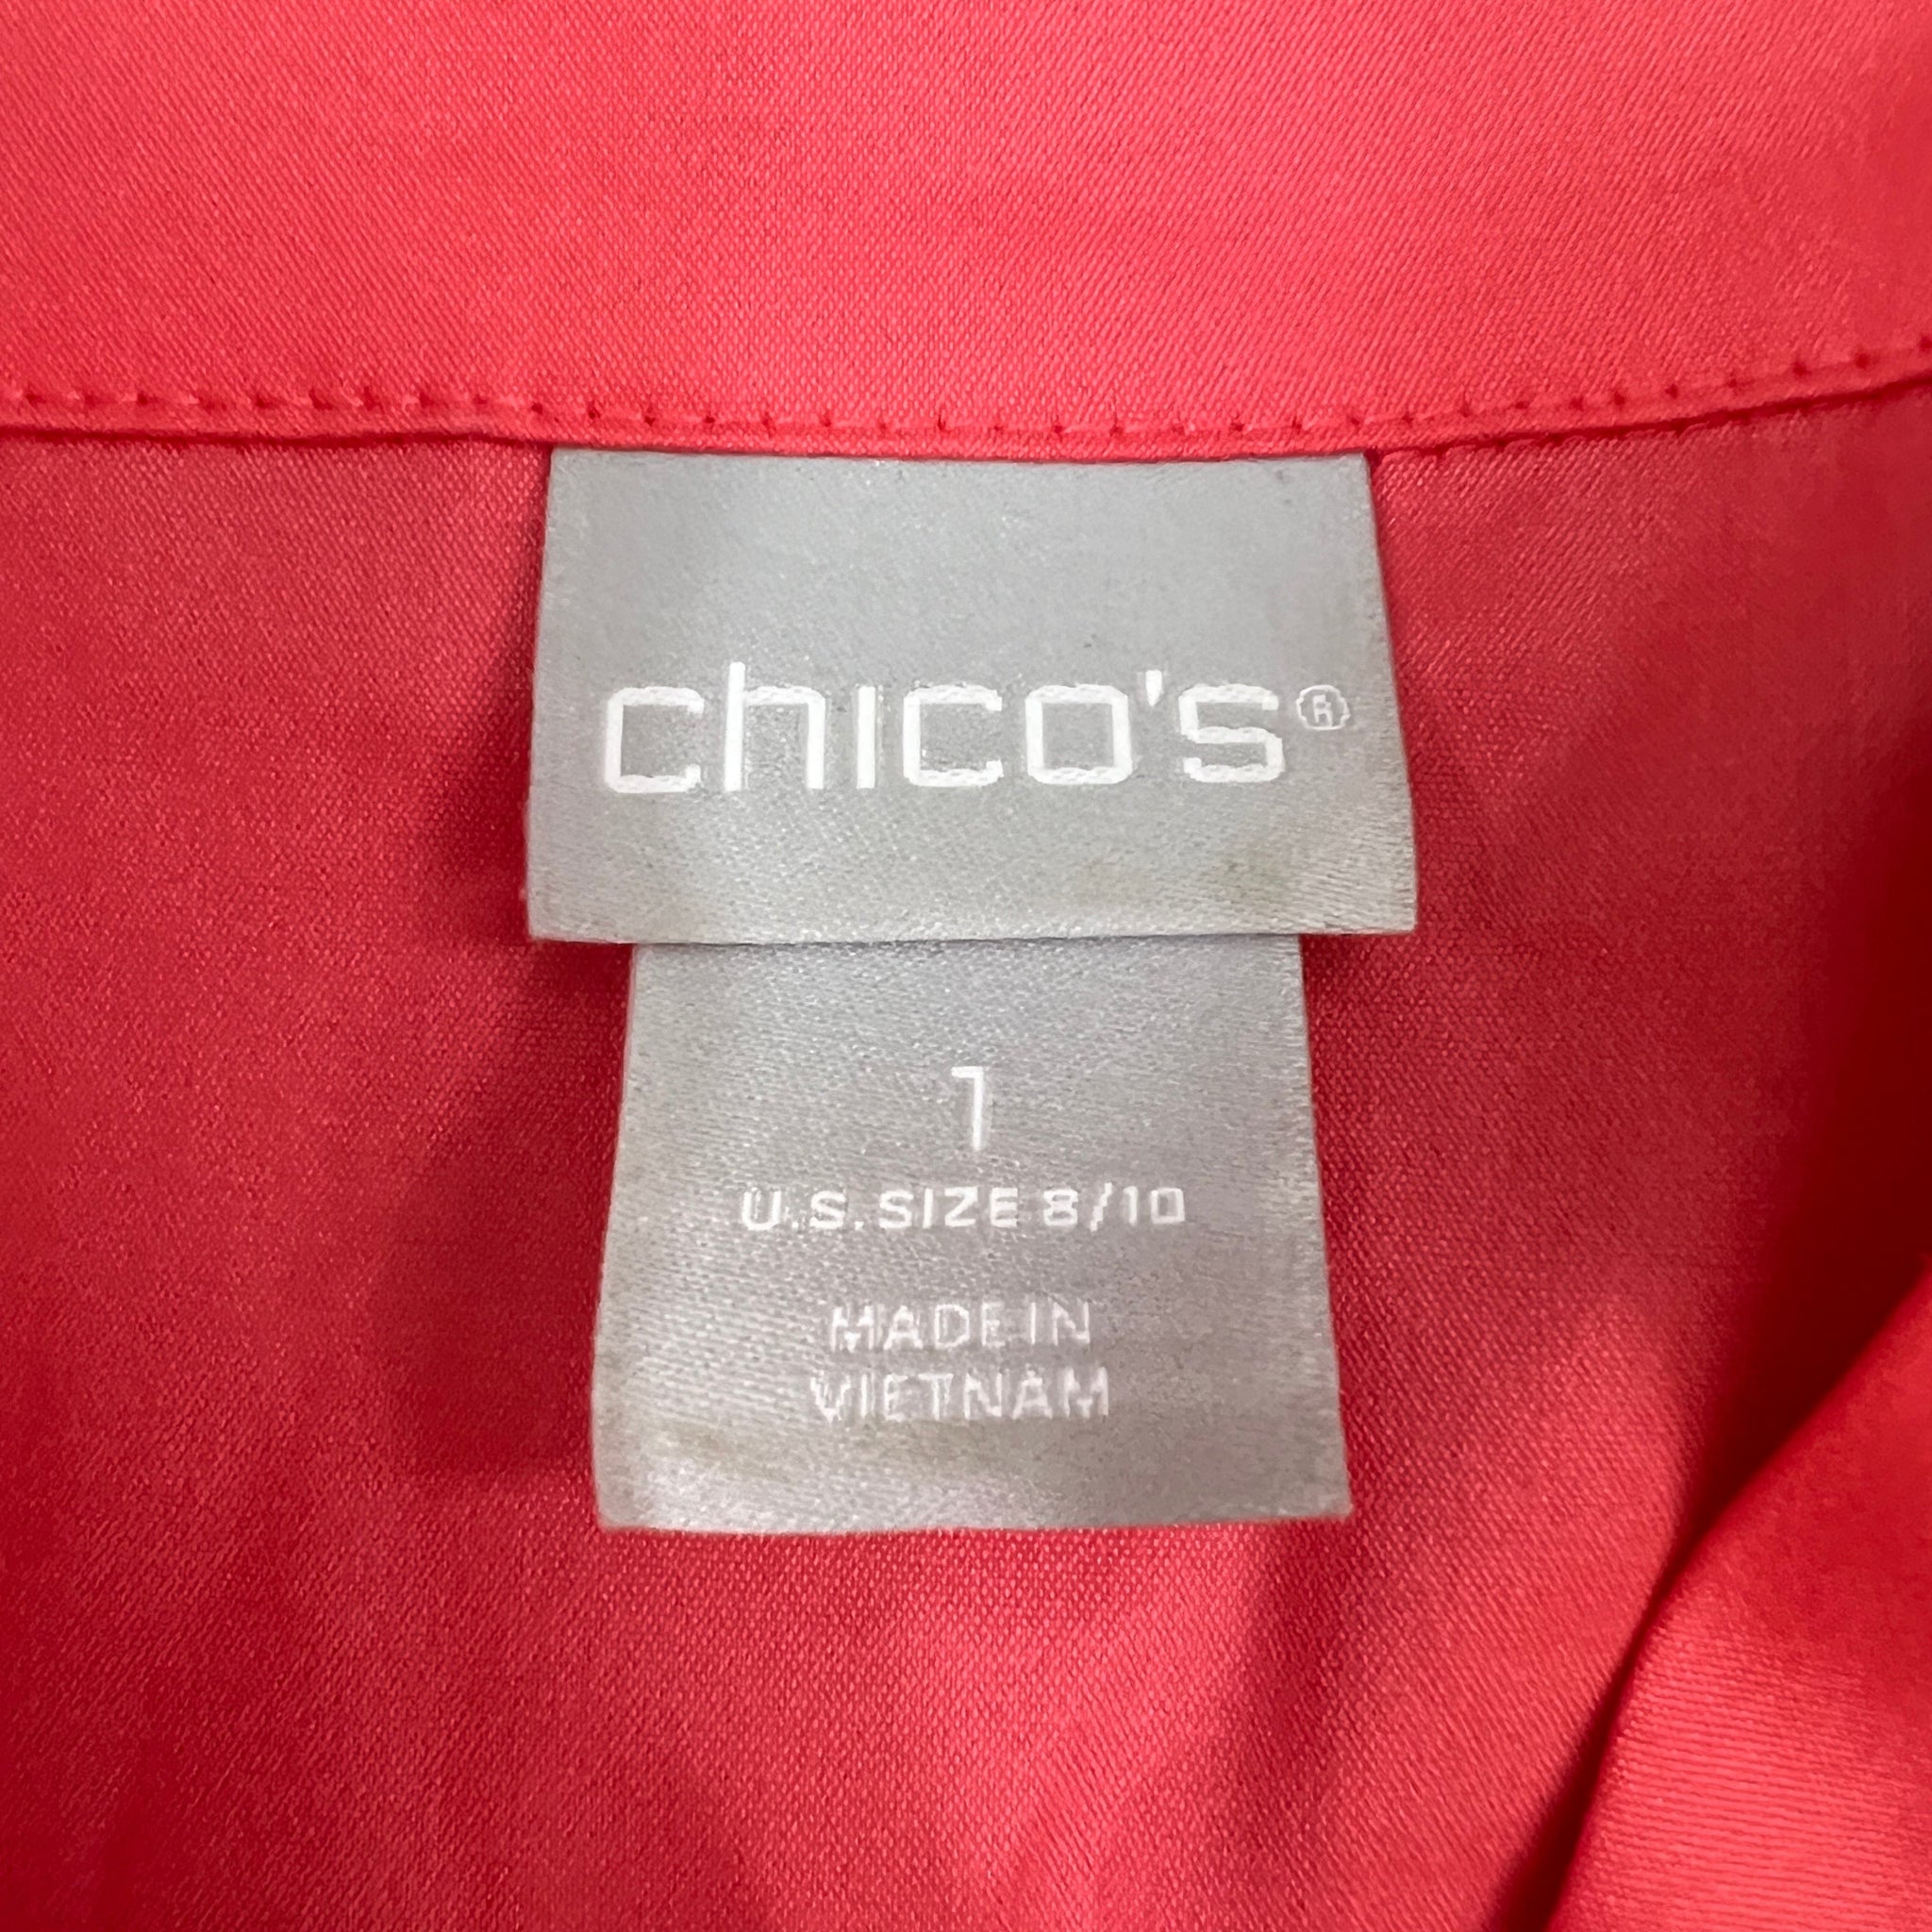 chico's®
1
U.S. SIZE 8/10
MADE IN
VIETNAM